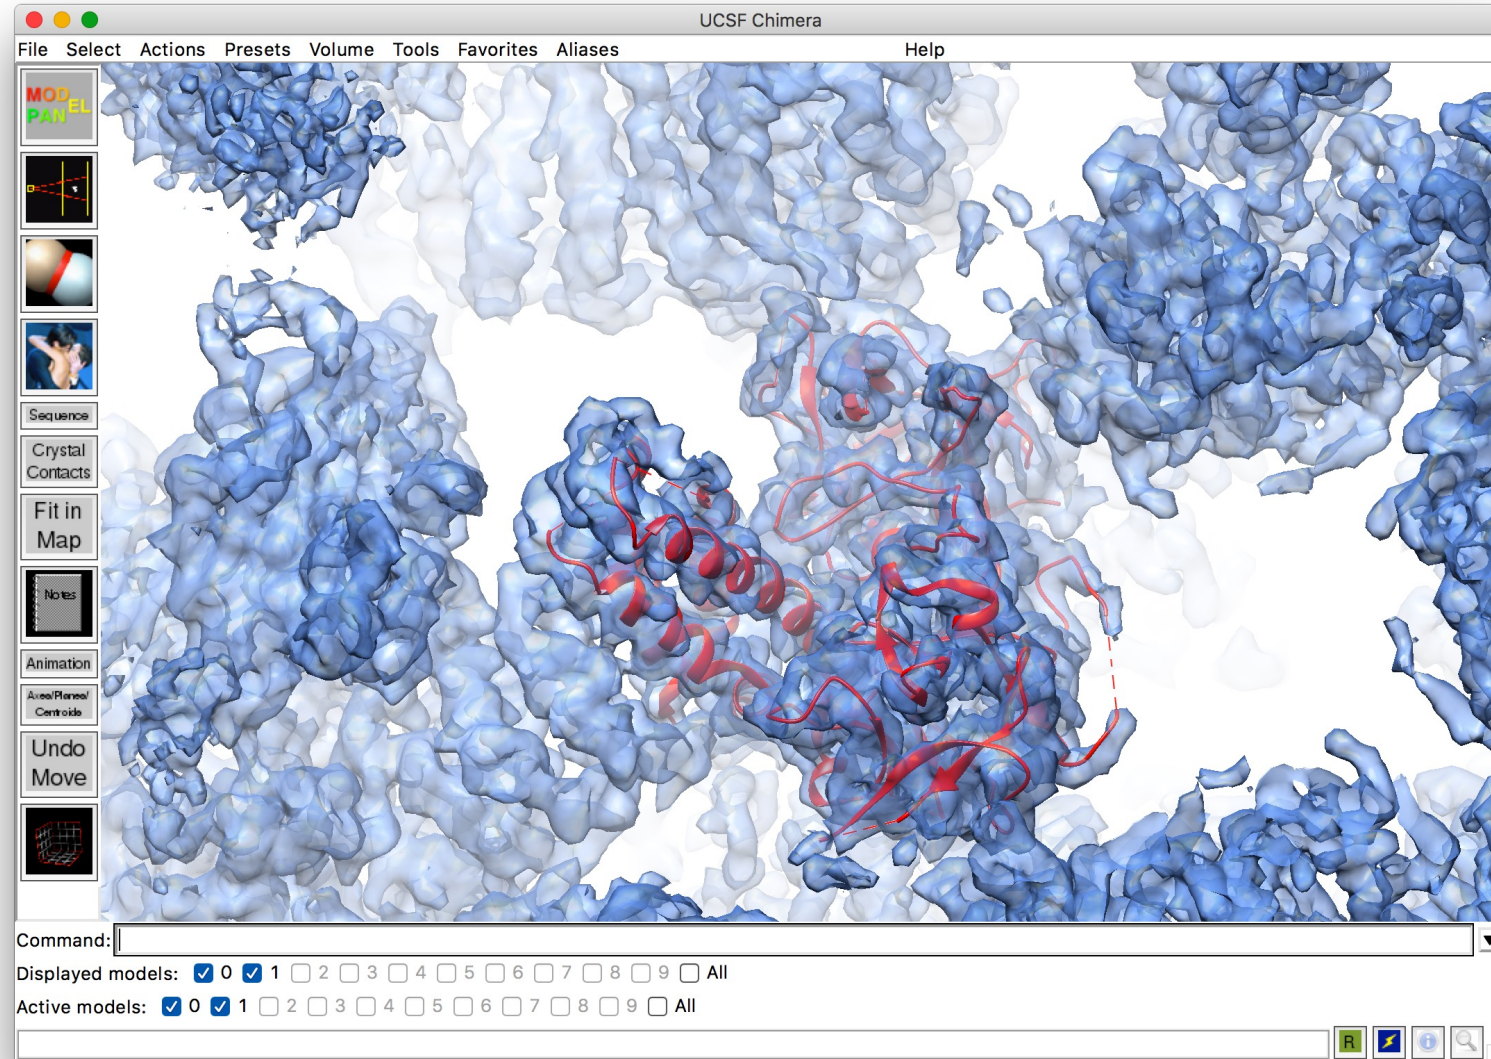 UCSF Chimera
File Select Actions Presets Volume Tools Favorites Aliases Help
MOD
EL
PAN
Sequence
Crystal
Contacts
Fit in
Map
Notes
Animation
Axes/Planes/
Centroids
Undo
Move
Command:
Displayed models: 0 1 2 3 4 5 6 7 8 9 All
Active models: 0 1 2 3 4 5 6 7 8 9 All
R